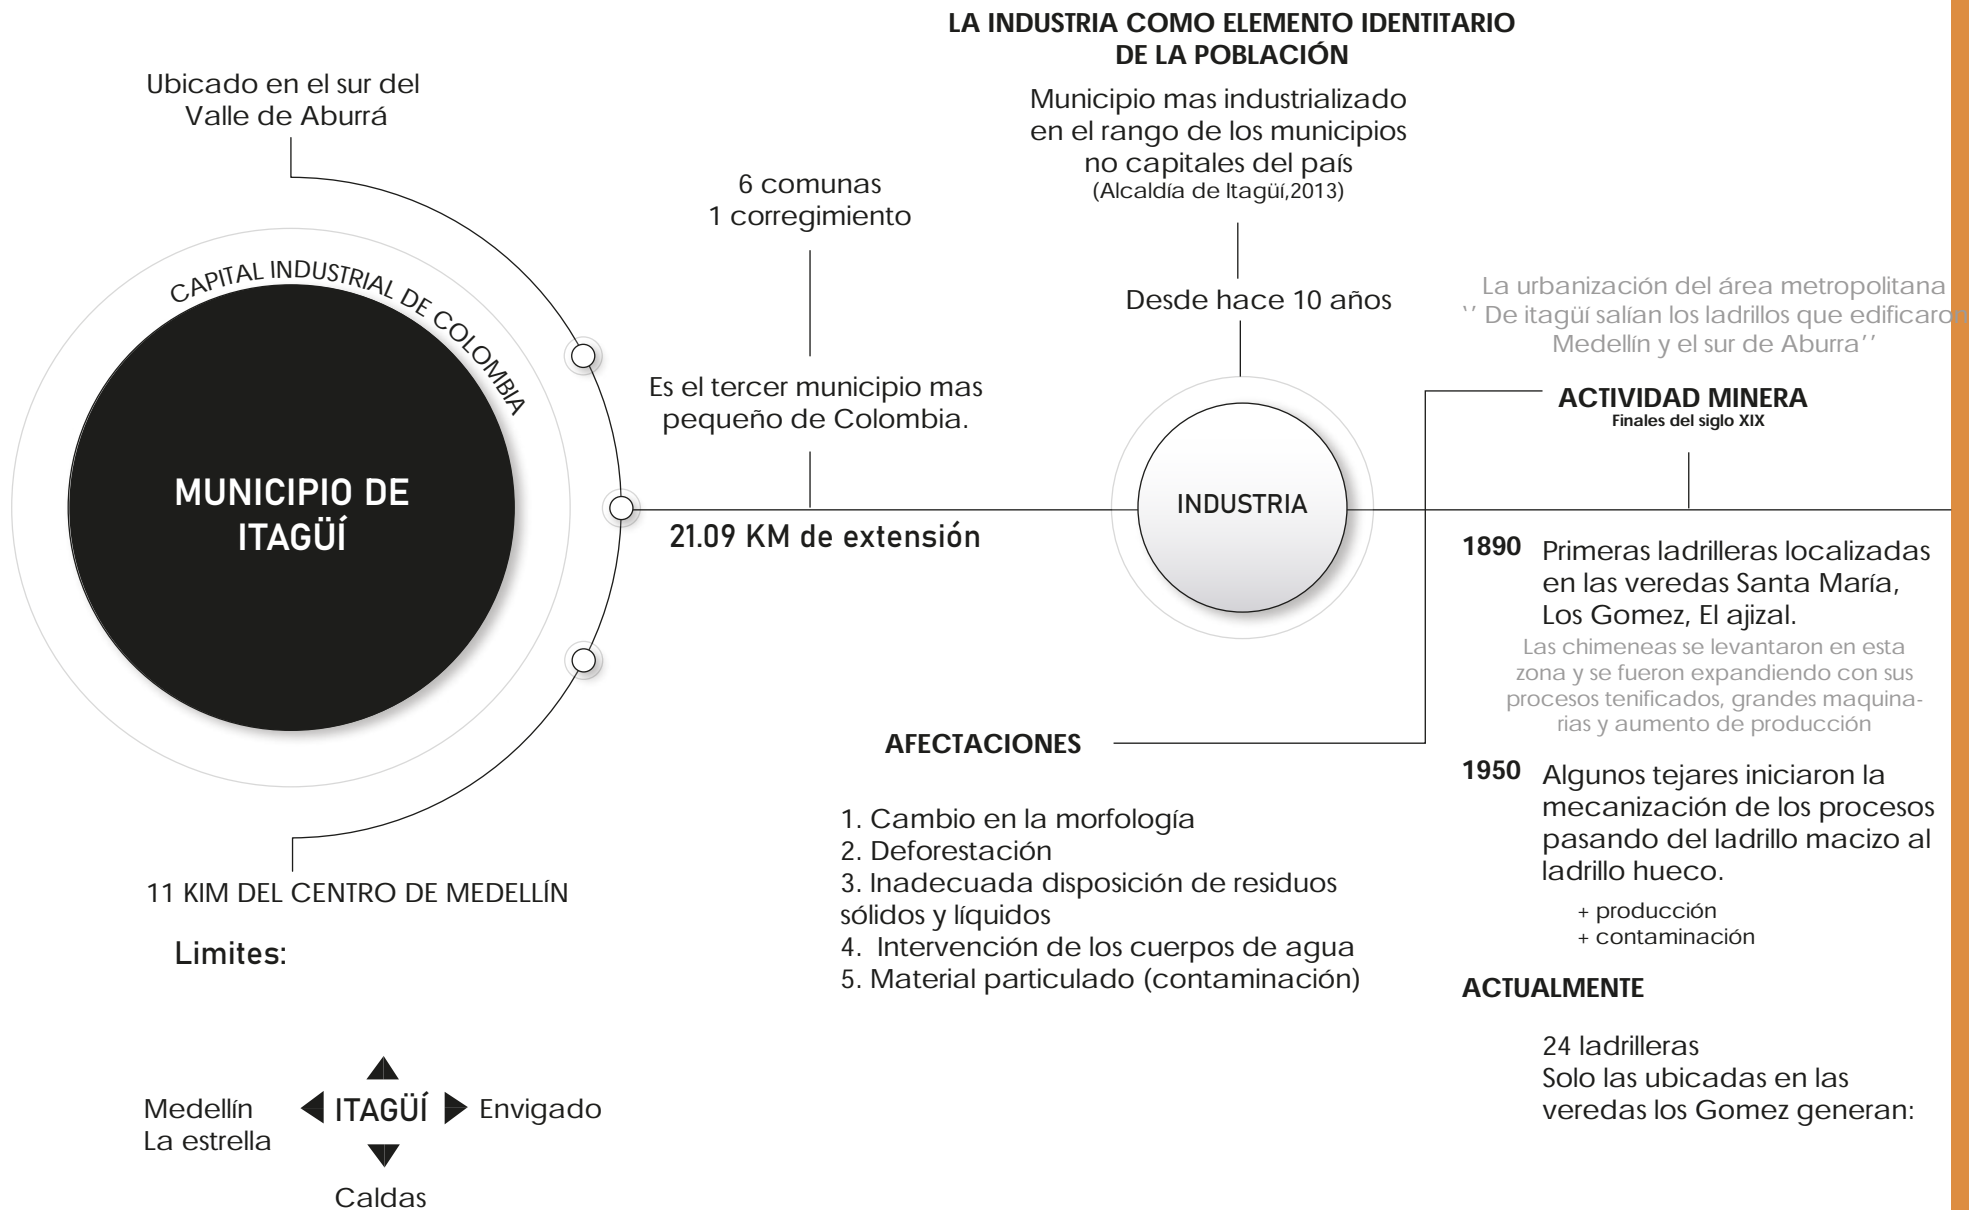 LA INDUSTRIA COMO ELEMENTO IDENTITARIO
DE LA POBLACIÓN
Ubicado en el sur del
Valle de Aburrá
CAPITAL INDUSTRIAL DE COLOMBIA
MUNICIPIO DE
ITAGÜÍ
11 KIM DEL CENTRO DE MEDELLÍN
Limites:
Medellín
La estrella
ITAGÜÍ
Envigado
Caldas
6 comunas
1 corregimiento
Es el tercer municipio mas
pequeño de Colombia.
21.09 KM de extensión
Municipio mas industrializado
en el rango de los municipios
no capitales del país
(Alcaldía de Itagüí,2013)
Desde hace 10 años
INDUSTRIA
AFECTACIONES
1. Cambio en la morfología
2. Deforestación
3. Inadecuada disposición de residuos
sólidos y líquidos
4.  Intervención de los cuerpos de agua
5. Material particulado (contaminación)
La urbanización del área metropolitana
'' De itagüí salían los ladrillos que edificaron
Medellín y el sur de Aburra''
ACTIVIDAD MINERA
Finales del siglo XIX
1890 Primeras ladrilleras localizadas
en las veredas Santa María,
Los Gomez, El ajizal.
Las chimeneas se levantaron en esta
zona y se fueron expandiendo con sus
procesos tenificados, grandes maquina-
rias y aumento de producción
1950 Algunos tejares iniciaron la
mecanización de los procesos
pasando del ladrillo macizo al
ladrillo hueco.
+ producción
+ contaminación
ACTUALMENTE
24 ladrilleras
Solo las ubicadas en las
veredas los Gomez generan: